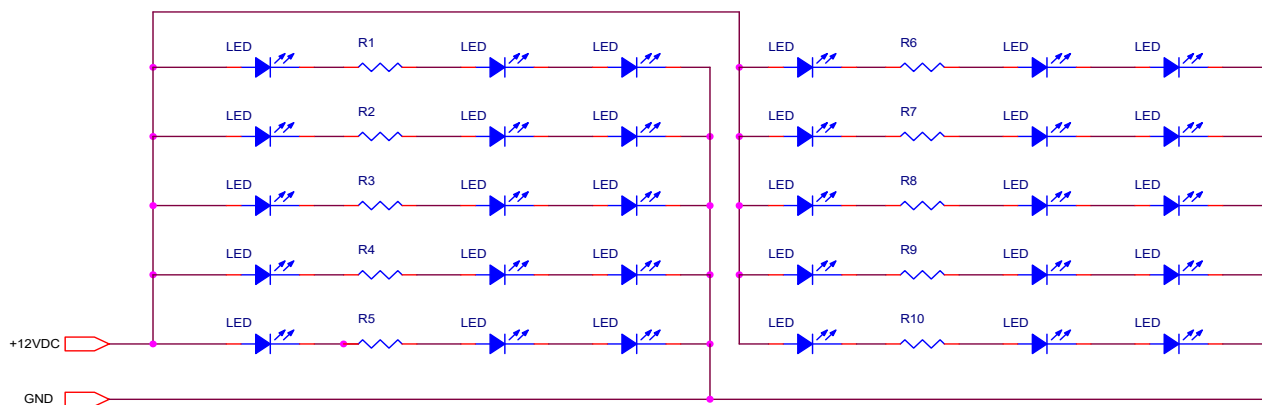 LED R1 LED LED LED R6 LED LED
LED R2 LED LED LED R7 LED LED
LED R3 LED LED LED R8 LED LED
LED R4 LED LED LED R9 LED LED
LED R5 LED LED LED R10 LED LED
+12VDC
GND